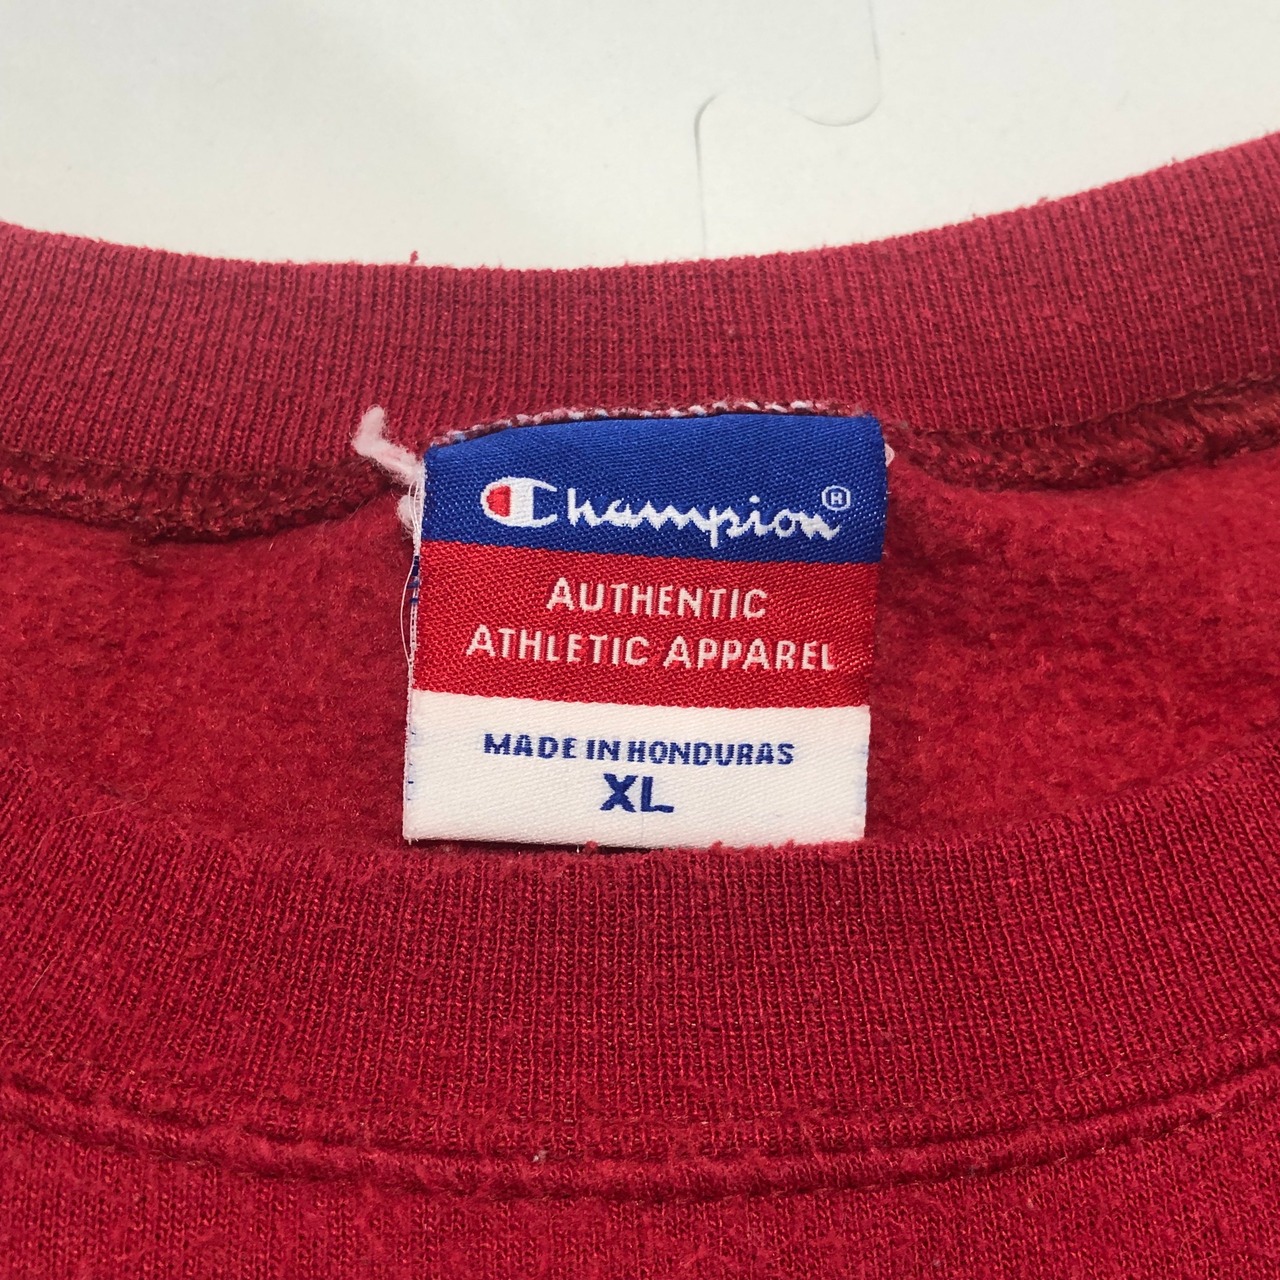 Champion®
AUTHENTIC
ATHLETIC APPAREL
MADE IN HONDURAS
XL